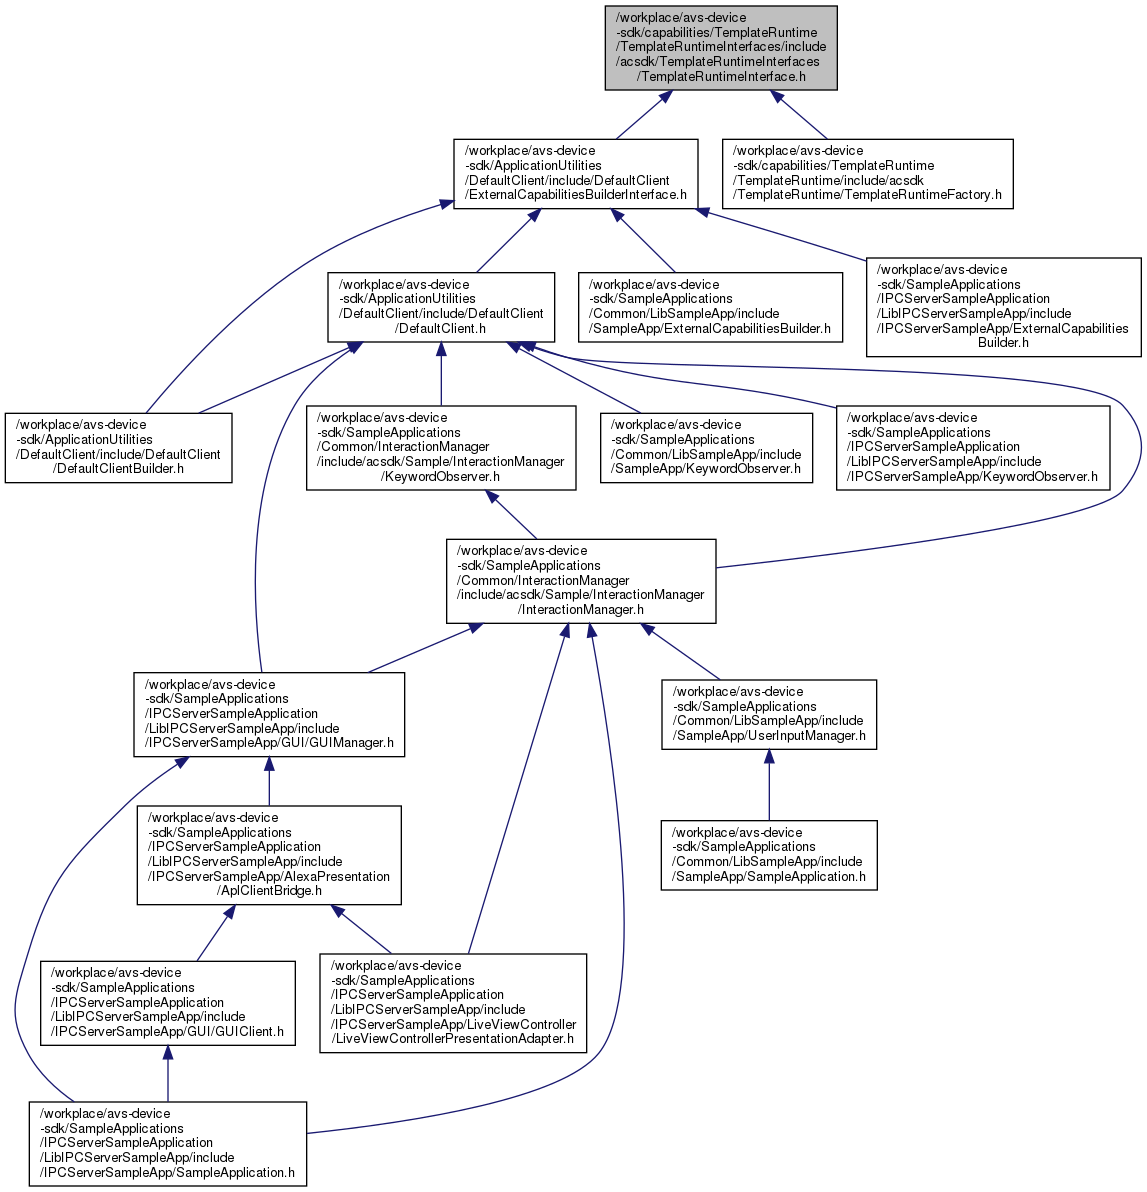 /workplace/avs-device
-sdk/capabilities/TemplateRuntime
/TemplateRuntimeInterfaces/include
/acsdk/TemplateRuntimeInterfaces
/TemplateRuntimeInterface.h
/workplace/avs-device
-sdk/ApplicationUtilities
/DefaultClient/include/DefaultClient
/ExternalCapabilitiesBuilderInterface.h
/workplace/avs-device
-sdk/capabilities/TemplateRuntime
/TemplateRuntime/include/acsdk
/TemplateRuntime/TemplateRuntimeFactory.h
/workplace/avs-device
-sdk/ApplicationUtilities
/DefaultClient/include/DefaultClient
/DefaultClient.h
/workplace/avs-device
-sdk/SampleApplications
/Common/LibSampleApp/include
/SampleApp/ExternalCapabilitiesBuilder.h
/workplace/avs-device
-sdk/SampleApplications
/IPCServerSampleApplication
/LibIPCServerSampleApp/include
/IPCServerSampleApp/ExternalCapabilities
Builder.h
/workplace/avs-device
-sdk/ApplicationUtilities
/DefaultClient/include/DefaultClient
/DefaultClientBuilder.h
/workplace/avs-device
-sdk/SampleApplications
/Common/InteractionManager
/include/acsdk/Sample/InteractionManager
/KeywordObserver.h
/workplace/avs-device
-sdk/SampleApplications
/Common/LibSampleApp/include
/SampleApp/KeywordObserver.h
/workplace/avs-device
-sdk/SampleApplications
/IPCServerSampleApplication
/LibIPCServerSampleApp/include
/IPCServerSampleApp/KeywordObserver.h
/workplace/avs-device
-sdk/SampleApplications
/Common/InteractionManager
/include/acsdk/Sample/InteractionManager
/InteractionManager.h
/workplace/avs-device
-sdk/SampleApplications
/IPCServerSampleApplication
/LibIPCServerSampleApp/include
/IPCServerSampleApp/GUI/GUIManager.h
/workplace/avs-device
-sdk/SampleApplications
/Common/LibSampleApp/include
/SampleApp/UserInputManager.h
/workplace/avs-device
-sdk/SampleApplications
/IPCServerSampleApplication
/LibIPCServerSampleApp/include
/IPCServerSampleApp/AlexaPresentation
/AplClientBridge.h
/workplace/avs-device
-sdk/SampleApplications
/Common/LibSampleApp/include
/SampleApp/SampleApplication.h
/workplace/avs-device
-sdk/SampleApplications
/IPCServerSampleApplication
/LibIPCServerSampleApp/include
/IPCServerSampleApp/GUI/GUIClient.h
/workplace/avs-device
-sdk/SampleApplications
/IPCServerSampleApplication
/LibIPCServerSampleApp/include
/IPCServerSampleApp/LiveViewController
/LiveViewControllerPresentationAdapter.h
/workplace/avs-device
-sdk/SampleApplications
/IPCServerSampleApplication
/LibIPCServerSampleApp/include
/IPCServerSampleApp/SampleApplication.h